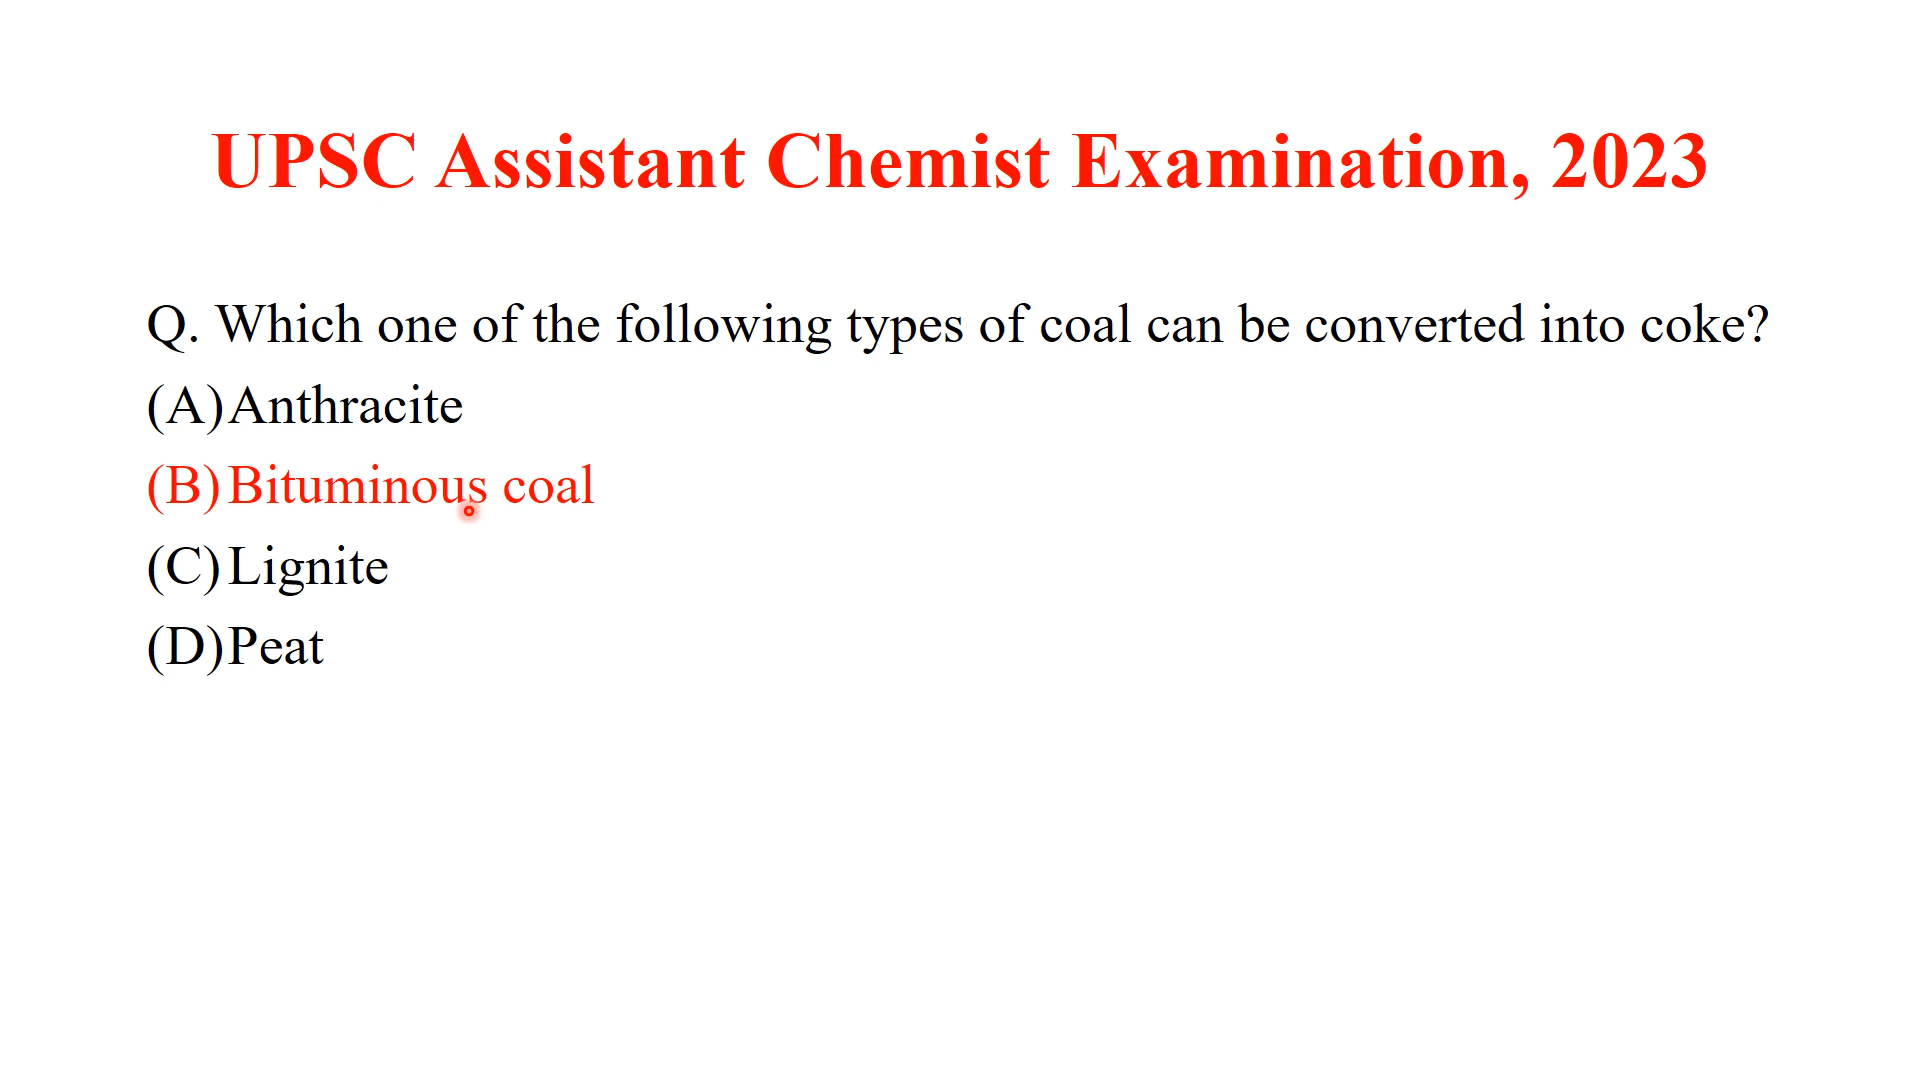 UPSC Assistant Chemist Examination, 2023
Q. Which one of the following types of coal can be converted into coke?
(A) Anthracite
(B) Bituminous coal
(C) Lignite
(D) Peat